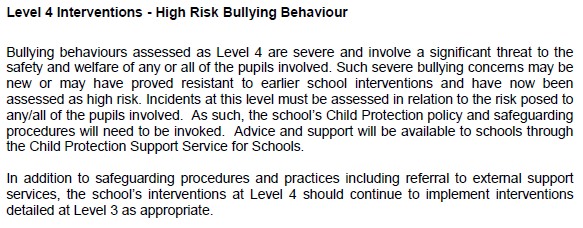 Level 4 Interventions - High Risk Bullying Behaviour
Bullying behaviours assessed as Level 4 are severe and involve a significant threat to the
safety and welfare of any or all of the pupils involved. Such severe bullying concerns may be
new or may have proved resistant to earlier school interventions and have now been
assessed as high risk. Incidents at this level must be assessed in relation to the risk posed to
any/all of the pupils involved. As such, the school's Child Protection policy and safeguarding
procedures will need to be invoked. Advice and support will be available to schools through
the Child Protection Support Service for Schools.
In addition to safeguarding procedures and practices including referral to external support
services, the school's interventions at Level 4 should continue to implement interventions
detailed at Level 3 as appropriate.